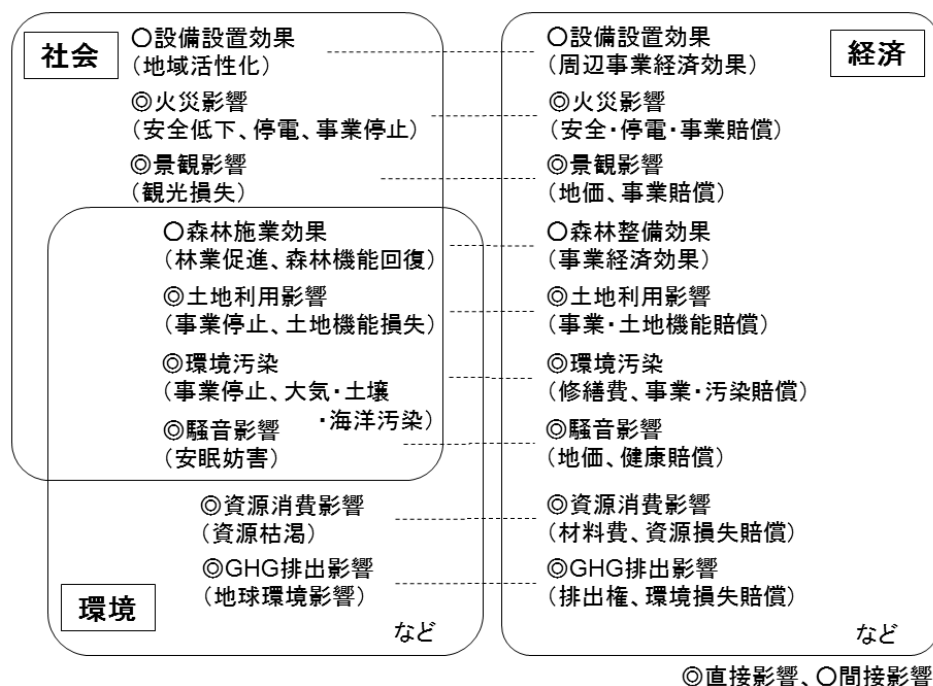 社会
○設備設置効果
(地域活性化)
◎火災影響
(安全低下、停電、事業停止)
◎景観影響
(観光損失)
○森林施業効果
(林業促進、森林機能回復)
◎土地利用影響
(事業停止、土地機能損失)
◎環境汚染
(事業停止、大気・土壌
・海洋汚染)
◎騒音影響
(安眠妨害)
◎資源消費影響
(資源枯渇)
◎GHG排出影響
(地球環境影響)
環境
など
経済
○設備設置効果
(周辺事業経済効果)
◎火災影響
(安全・停電・事業賠償)
◎景観影響
(地価、事業賠償)
○森林整備効果
(事業経済効果)
◎土地利用影響
(事業・土地機能賠償)
◎環境汚染
(修繕費、事業・汚染賠償)
◎騒音影響
(地価、健康賠償)
◎資源消費影響
(材料費、資源損失賠償)
◎GHG排出影響
(排出権、環境損失賠償)
など
◎直接影響、○間接影響